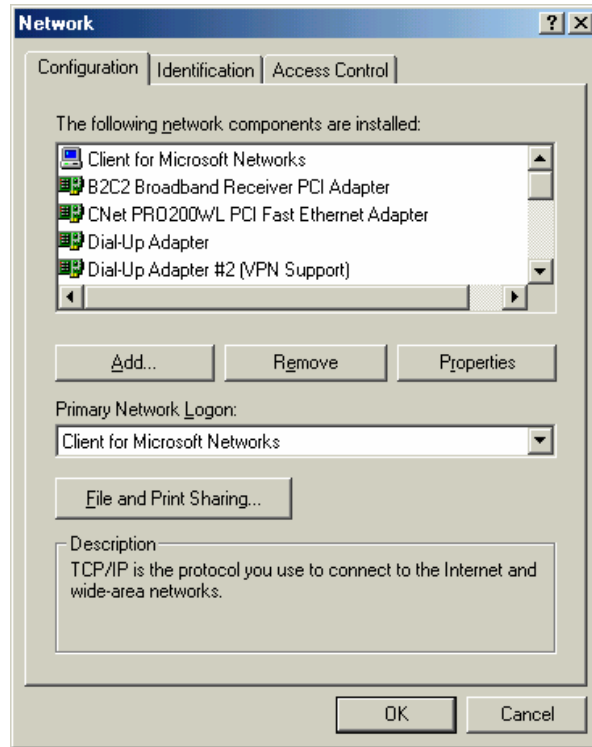 Network
Configuration Identification Access Control
The following network components are installed:
Client for Microsoft Networks
B2C2 Broadband Receiver PCI Adapter
CNet PRO200WL PCI Fast Ethernet Adapter
Dial-Up Adapter
Dial-Up Adapter #2 (VPN Support)
Add... Remove Properties
Primary Network Logon:
Client for Microsoft Networks
File and Print Sharing...
Description
TCP/IP is the protocol you use to connect to the Internet and
wide-area networks.
OK Cancel